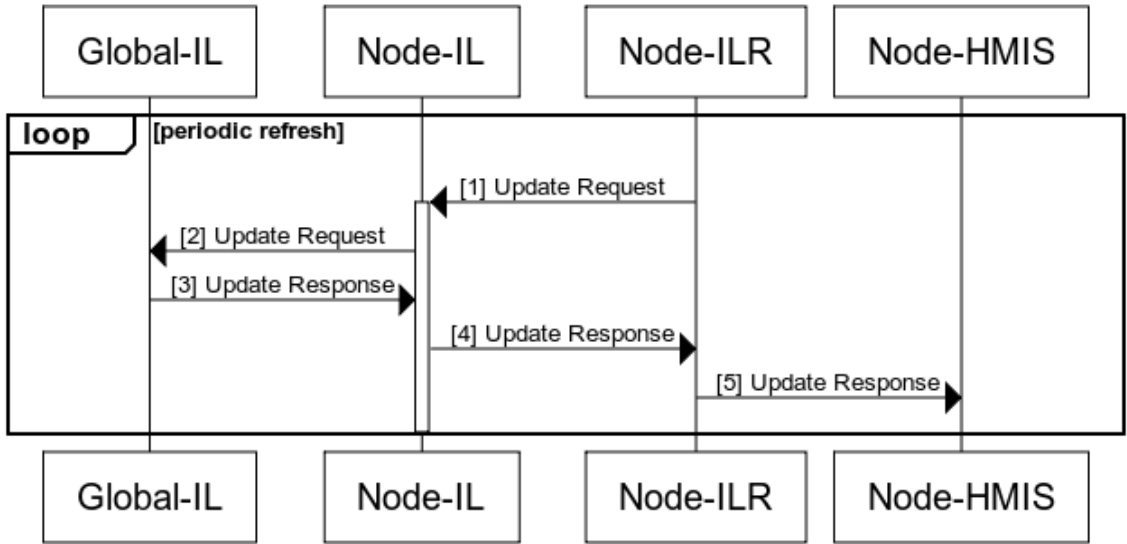 Global-IL
Node-IL
Node-ILR
Node-HMIS
loop
[periodic refresh]
[1] Update Request
[2] Update Request
[3] Update Response
[4] Update Response
[5] Update Response
Global-IL
Node-IL
Node-ILR
Node-HMIS